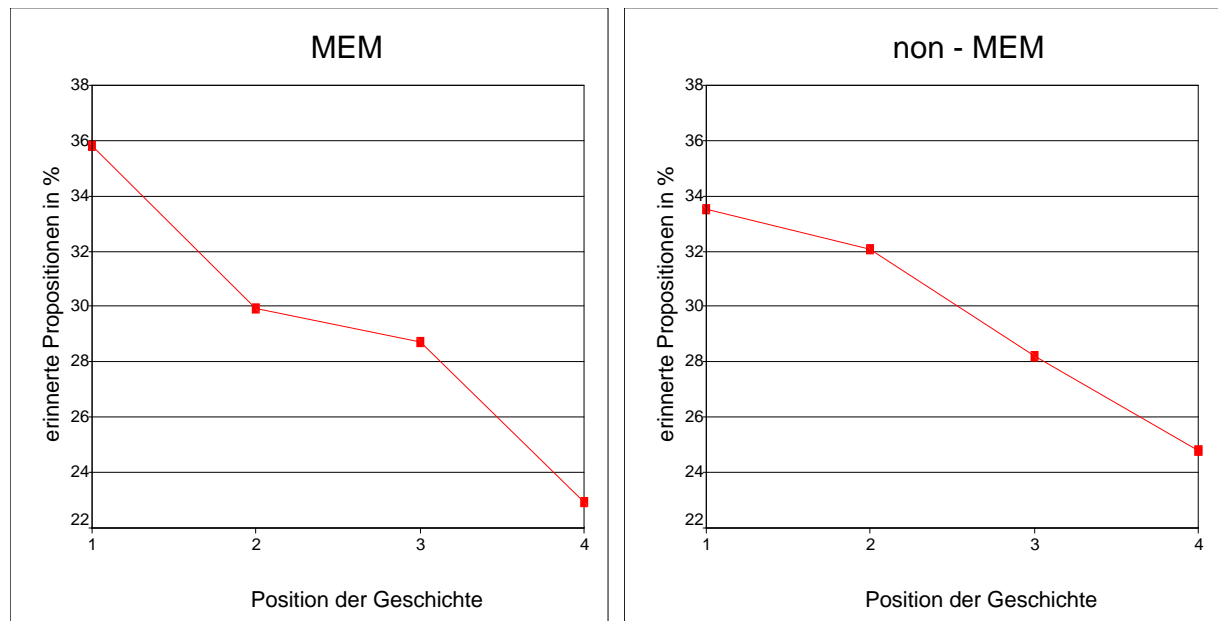 MEM
38
36
34
32
30
28
26
24
22
erinnerte Propositionen in %
1 2 3 4
Position der Geschichte
non - MEM
38
36
34
32
30
28
26
24
22
erinnerte Propositionen in %
1 2 3 4
Position der Geschichte